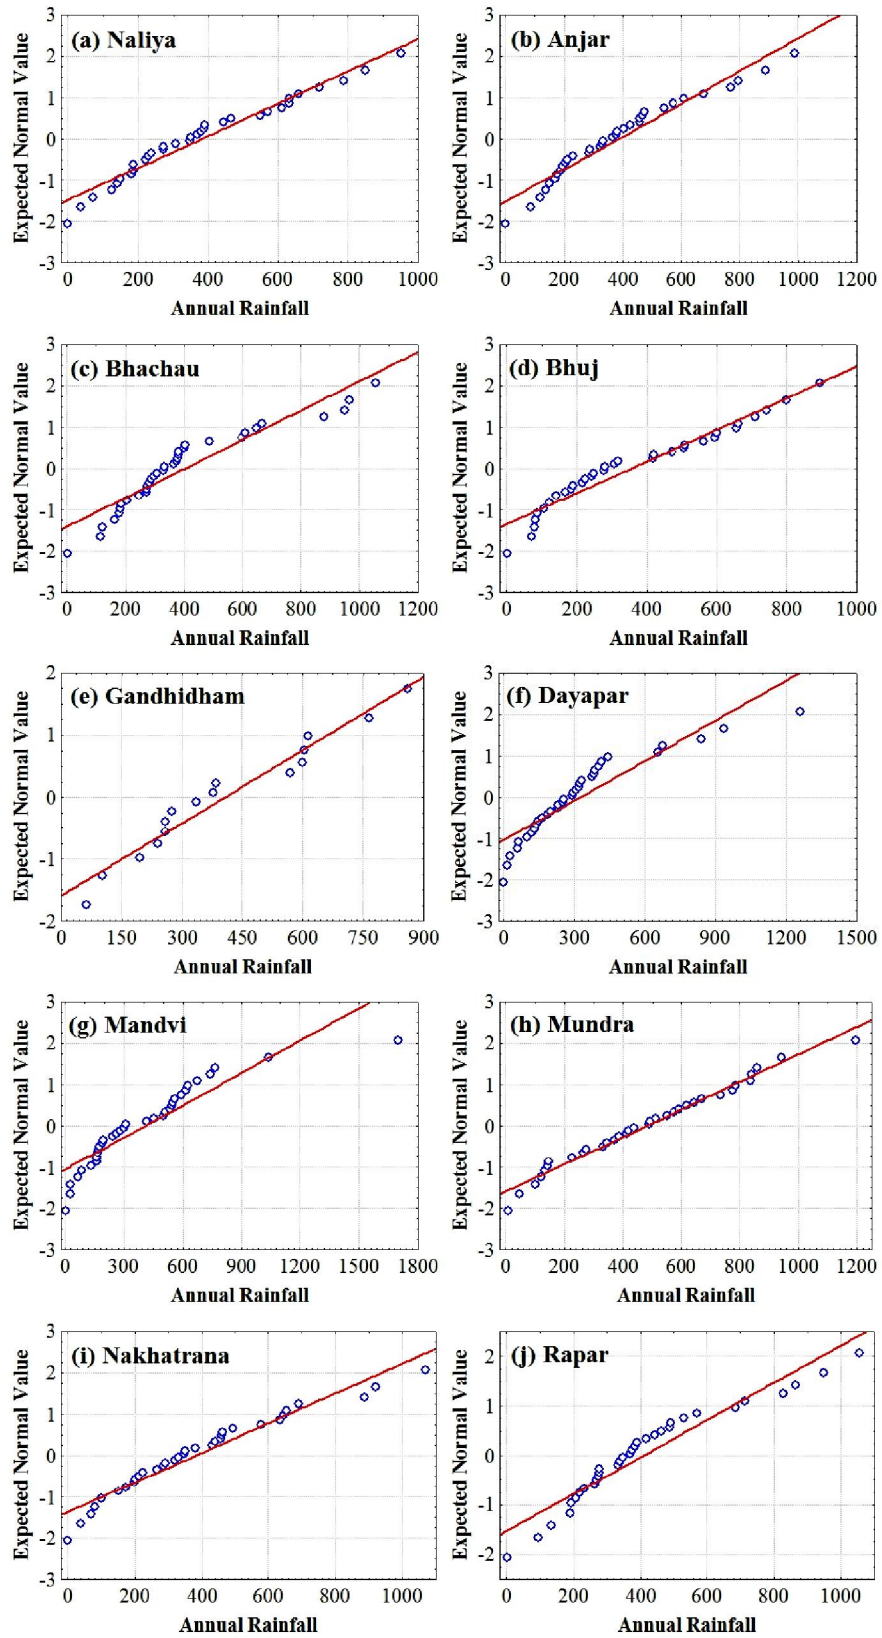 (a) Naliya
Expected Normal Value
3
2
1
0
-1
-2
-3
0 200 400 600 800 1000
Annual Rainfall
(b) Anjar
Expected Normal Value
3
2
1
0
-1
-2
-3
0 200 400 600 800 1000 1200
Annual Rainfall
(c) Bhachau
Expected Normal Value
3
2
1
0
-1
-2
-3
0 200 400 600 800 1000 1200
Annual Rainfall
(d) Bhuj
Expected Normal Value
3
2
1
0
-1
-2
-3
0 200 400 600 800 1000
Annual Rainfall
(e) Gandhidham
Expected Normal Value
2
1
0
-1
-2
0 150 300 450 600 750 900
Annual Rainfall
(f) Dayapar
Expected Normal Value
3
2
1
0
-1
-2
-3
0 300 600 900 1200 1500
Annual Rainfall
(g) Mandvi
Expected Normal Value
3
2
1
0
-1
-2
-3
0 300 600 900 1200 1500 1800
Annual Rainfall
(h) Mundra
Expected Normal Value
3
2
1
0
-1
-2
-3
0 200 400 600 800 1000 1200
Annual Rainfall
(i) Nakhatrana
Expected Normal Value
3
2
1
0
-1
-2
-3
0 200 400 600 800 1000
Annual Rainfall
(j) Rapar
Expected Normal Value
2
1
0
-1
-2
0 200 400 600 800 1000
Annual Rainfall